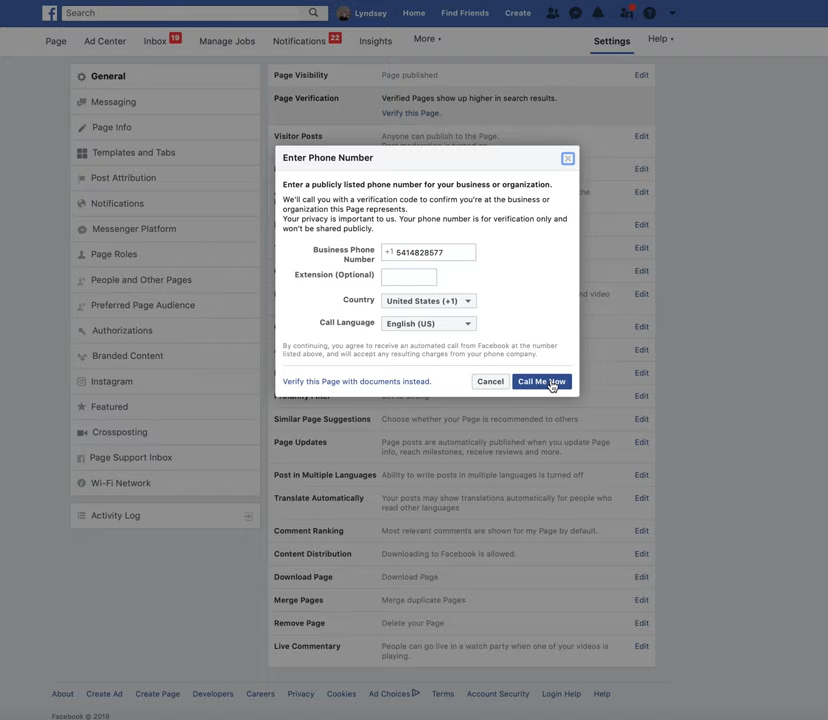 Search
Lyndsey
Home
Find Friends
Create
Page
Ad Center
Inbox 19
Manage Jobs
Notifications 22
Insights
More
Settings
Help
General
Messaging
Page Info
Templates and Tabs
Post Attribution
Notifications
Messenger Platform
Page Roles
People and Other Pages
Preferred Page Audience
Authorizations
Branded Content
Instagram
Featured
Crossposting
Page Support Inbox
Wi-Fi Network
Activity Log
Page Visibility
Page published
Edit
Page Verification
Verified Pages show up higher in search results.
Verify this Page.
Visitor Posts
Anyone can publish to the Page.
Edit
Edit
the
Edit
Edit
Edit
Edit
and video
Edit
Edit
Edit
Edit
Enter Phone Number
Enter a publicly listed phone number for your business or organization.
We'll call you with a verification code to confirm you're at the business or
organization this Page represents.
Your privacy is important to us. Your phone number is for verification only and
won't be shared publicly.
Business Phone
Number
+1 5414828577
Extension (Optional)
Country
United States (+1)
Call Language
English (US)
By continuing, you agree to receive an automated call from Facebook at the number
listed above, and will accept any resulting charges from your phone company.
Verify this Page with documents instead.
Cancel
Call Me Now
Edit
Similar Page Suggestions
Choose whether your Page is recommended to others
Edit
Page Updates
Page posts are automatically published when you update Page
info, reach milestones, receive reviews and more.
Edit
Post in Multiple Languages
Ability to write posts in multiple languages is turned off
Edit
Translate Automatically
Your posts may show translations automatically for people who
read other languages
Edit
Comment Ranking
Most relevant comments are shown for my Page by default.
Edit
Content Distribution
Downloading to Facebook is allowed.
Edit
Download Page
Download Page
Edit
Merge Pages
Merge duplicate Pages
Edit
Remove Page
Delete your Page
Edit
Live Commentary
People can go live in a watch party when one of your videos is
playing.
Edit
About
Create Ad
Create Page
Developers
Careers
Privacy
Cookies
Ad Choices
Terms
Account Security
Login Help
Help
Facebook © 2019